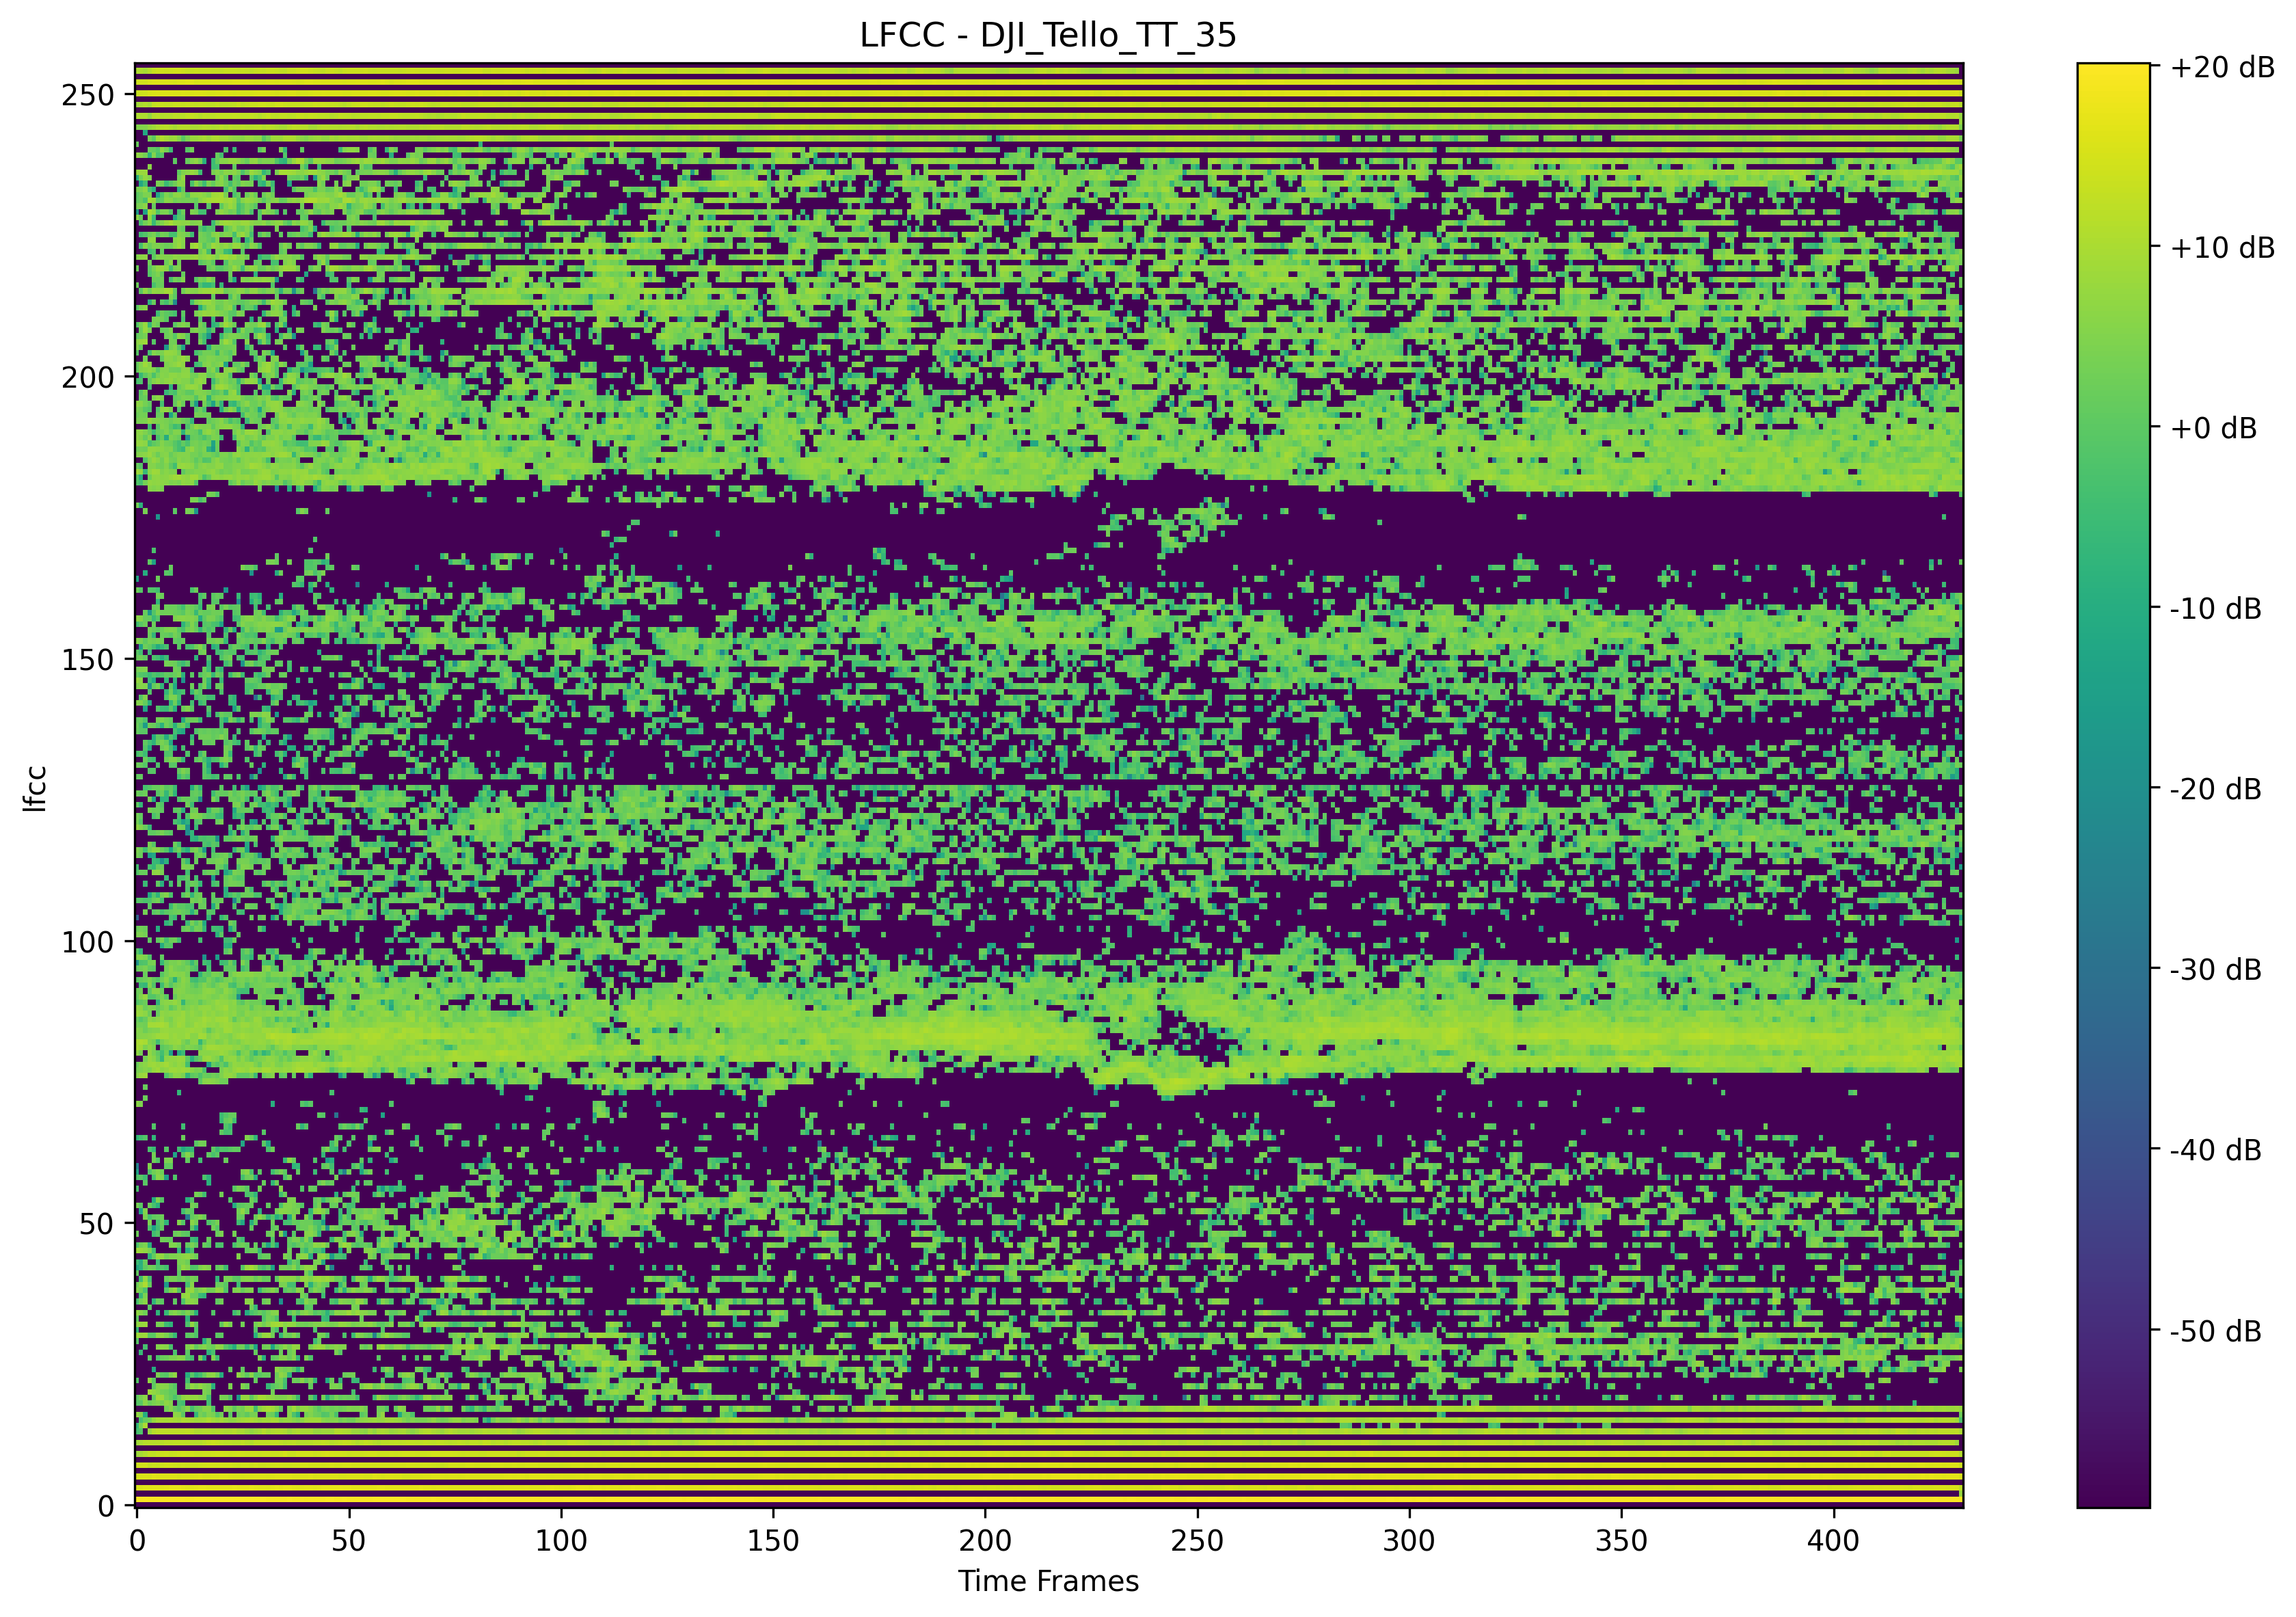 LFCC - DJI_Tello_TT_35
lfcc
250
200
150
100
50
0
0 50 100 150 200 250 300 350 400
Time Frames
+20 dB
+10 dB
+0 dB
-10 dB
-20 dB
-30 dB
-40 dB
-50 dB